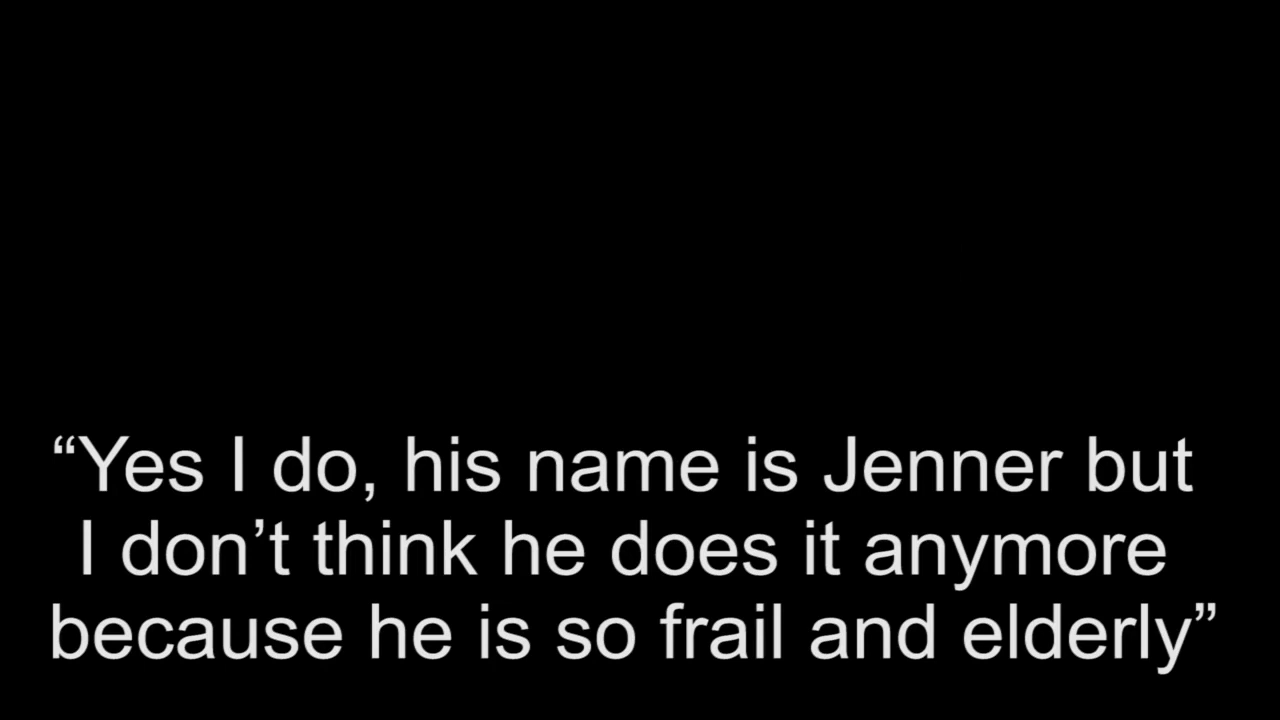 “Yes I do, his name is Jenner but
I don’t think he does it anymore
because he is so frail and elderly”